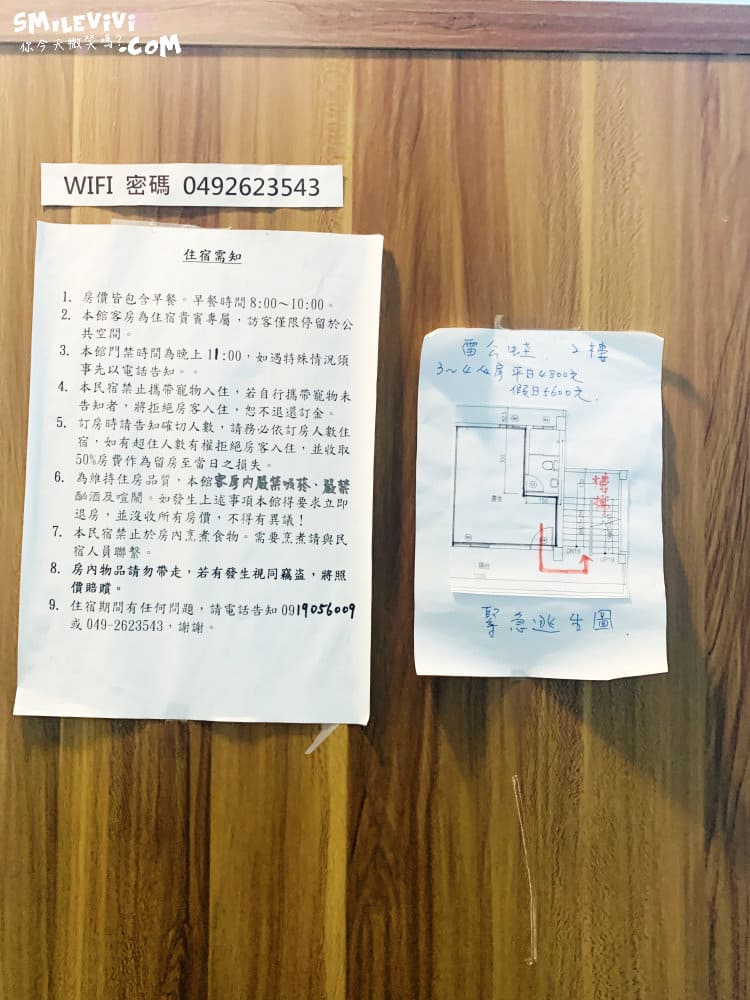 SMILEVIVI
你今天微笑嗎?.COM
WIFI 密碼 0492623543
住宿需知
1. 房價皆包含早餐。早餐時間 8:00～10:00。
2. 本館客房為住宿貴賓專屬，訪客僅限停留於公
共空間。
3. 本館門禁時間為晚上 11:00，如遇特殊情況須
事先以電話告知。。
4. 本民宿禁止攜帶寵物入住，若自行攜帶寵物未
告知者，將拒絕房客入住，恕不退還訂金。
5. 訂房時請告知確切人數，請務必依訂房人數住
宿，如有超住人數有權拒絕房客入住，並收取
50%房費作為留房至當日之損失。
6. 為維持住房品質，本館客房內嚴禁吸菸、嚴禁
酗酒及喧鬧。如發生上述事項本館得要求立即
退房，並沒收所有房價，不得有異議！
7. 本民宿禁止於房內烹煮食物。需要烹煮請與民
宿人員聯繫。
8. 房內物品請勿帶走，若有發生視同竊盜，將照
價賠賠。
9. 住宿期間有任何問題，請電話告知 0919056009
或 049-2623543，謝謝。
雷公蛙 2樓
3～4人房 平日4800元
假日5600元.
樓梯
陽台
DN19
UP19
緊急逃生圖.